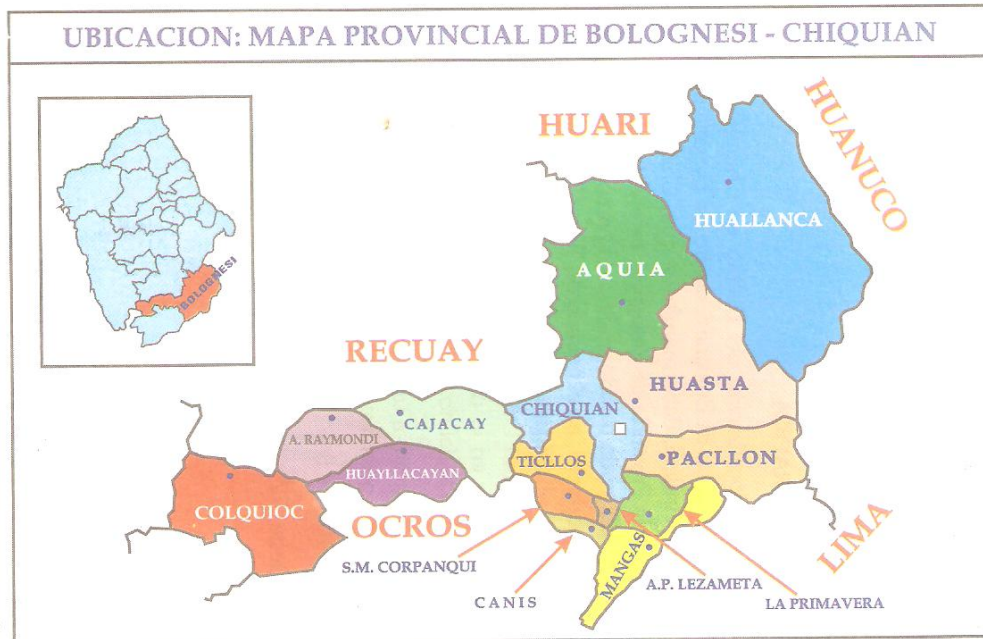 UBICACION: MAPA PROVINCIAL DE BOLOGNESI - CHIQUIAN
HUARI
HUANUCO
HUALLANCA
AQUIA
BOLOGNESI
RECUAY
HUASTA
CHIQUIAN
CAJACAY
A. RAYMONDI
TICLLOS
PACLLON
HUAYLLACAYAN
COLQUIOC
OCROS
LIMA
S.M. CORPANQUI
MANGAS
A.P. LEZAMETA
CANIS
LA PRIMAVERA